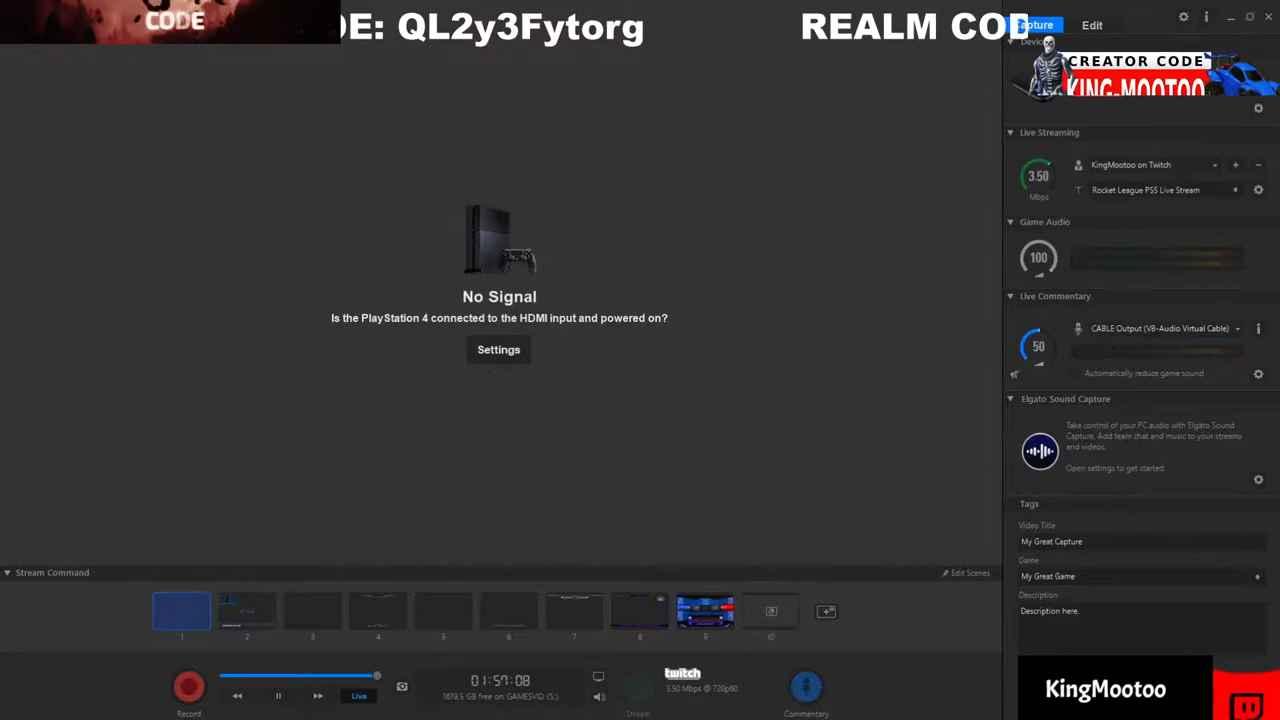 CODE
DE: QL2y3Fytorg
REALM COD
Capture
Edit
CREATOR CODE
KING-MOOTOO
Live Streaming
3.50
Mbps
KingMootoo on Twitch
Rocket League PS5 Live Stream
Game Audio
100
No Signal
Is the PlayStation 4 connected to the HDMI input and powered on?
Settings
Live Commentary
50
CABLE Output (VB-Audio Virtual Cable)
Automatically reduce game sound
Elgato Sound Capture
Take control of your PC audio with Elgato Sound
Capture. Add team chat and music to your streams
and videos.
Open settings to get started.
Tags
Video Title
My Great Capture
Game
My Great Game
Description
Description here.
Stream Command
Edit Scenes
1
2
3
4
5
6
7
8
9
10
Record
Live
01:57:08
1619.5 GB free on GAMESVID (S:)
Stream
twitch
3.50 Mbps @ 720p60
Commentary
KingMootoo